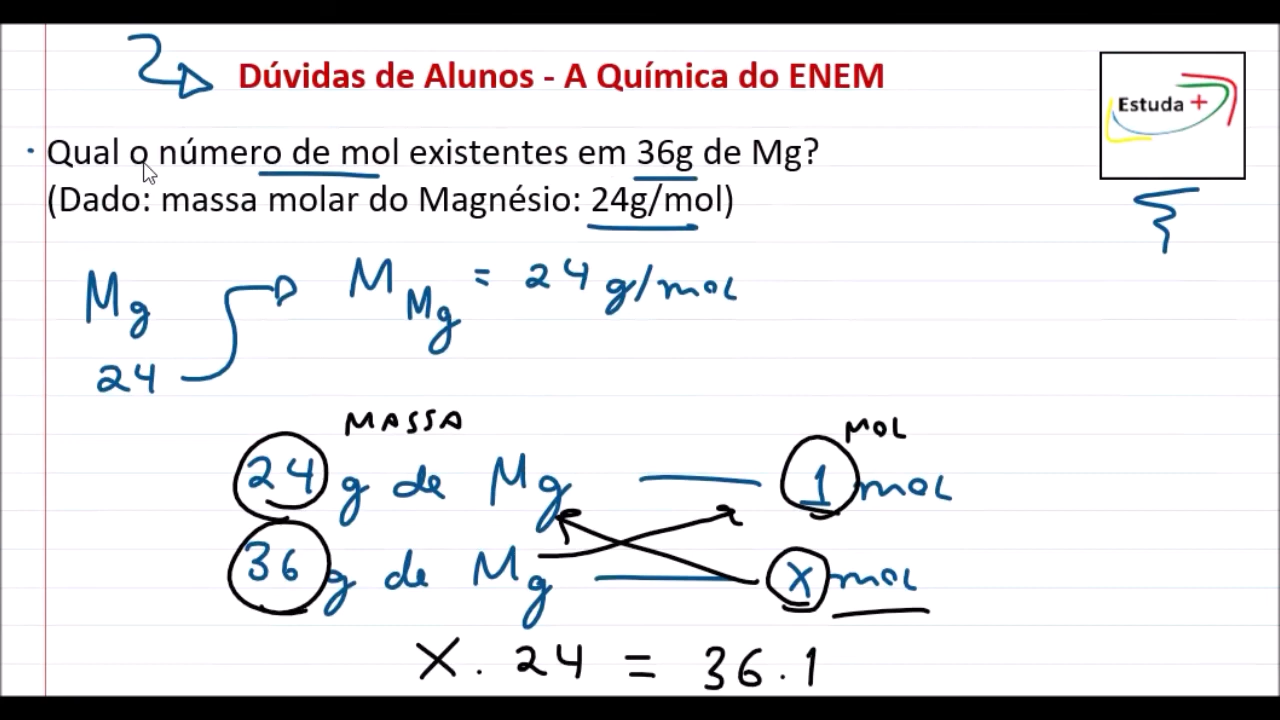 Dúvidas de Alunos - A Química do ENEM
Estuda +
Qual o número de mol existentes em 36g de Mg?
(Dado: massa molar do Magnésio: 24g/mol)
Mg
24
M Mg = 24 g/mol
MASSA
MOL
24 g de Mg 1 mol
36 g de Mg x mol
X . 24 = 36 . 1